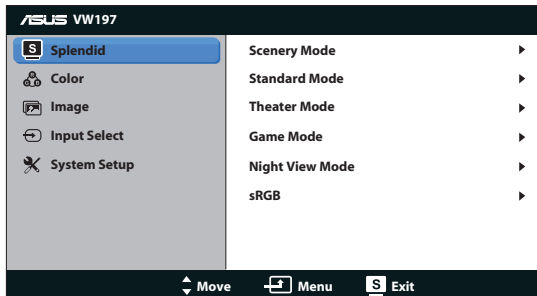 ASUS VW197
S Splendid
Color
Image
Input Select
System Setup
Scenery Mode
Standard Mode
Theater Mode
Game Mode
Night View Mode
sRGB
Move Menu S Exit